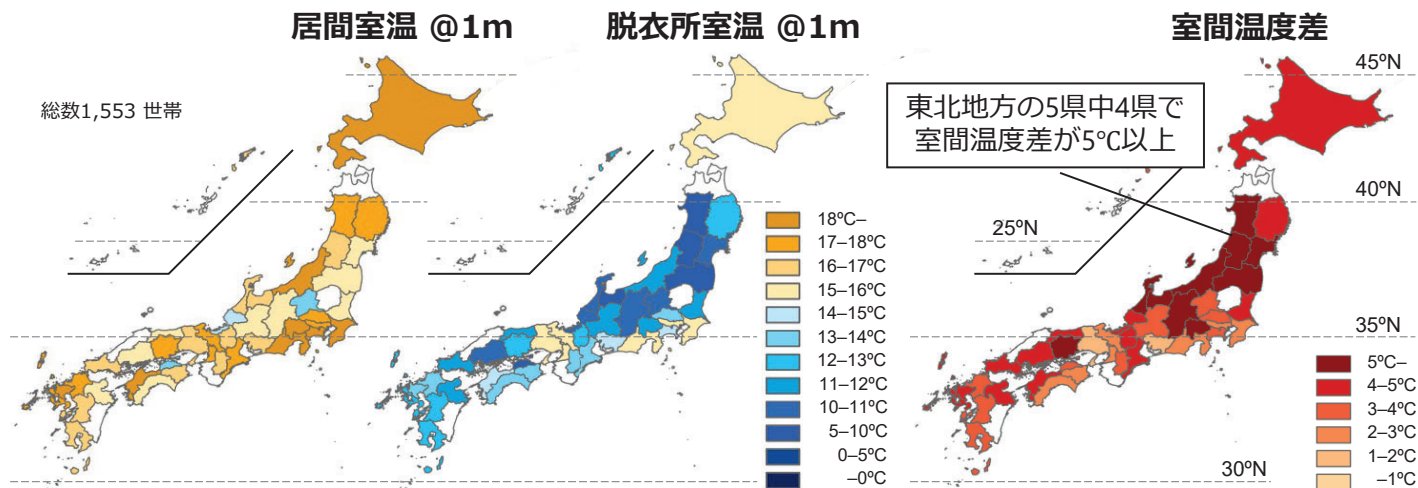 居間室温 @1m
脱衣所室温 @1m
室間温度差
総数1,553 世帯
東北地方の5県中4県で
室間温度差が5℃以上
45ºN
40ºN
25ºN
35ºN
30ºN
18ºC–
17–18ºC
16–17ºC
15–16ºC
14–15ºC
13–14ºC
12–13ºC
11–12ºC
10–11ºC
5–10ºC
0–5ºC
–0ºC
5ºC–
4–5ºC
3–4ºC
2–3ºC
1–2ºC
–1ºC